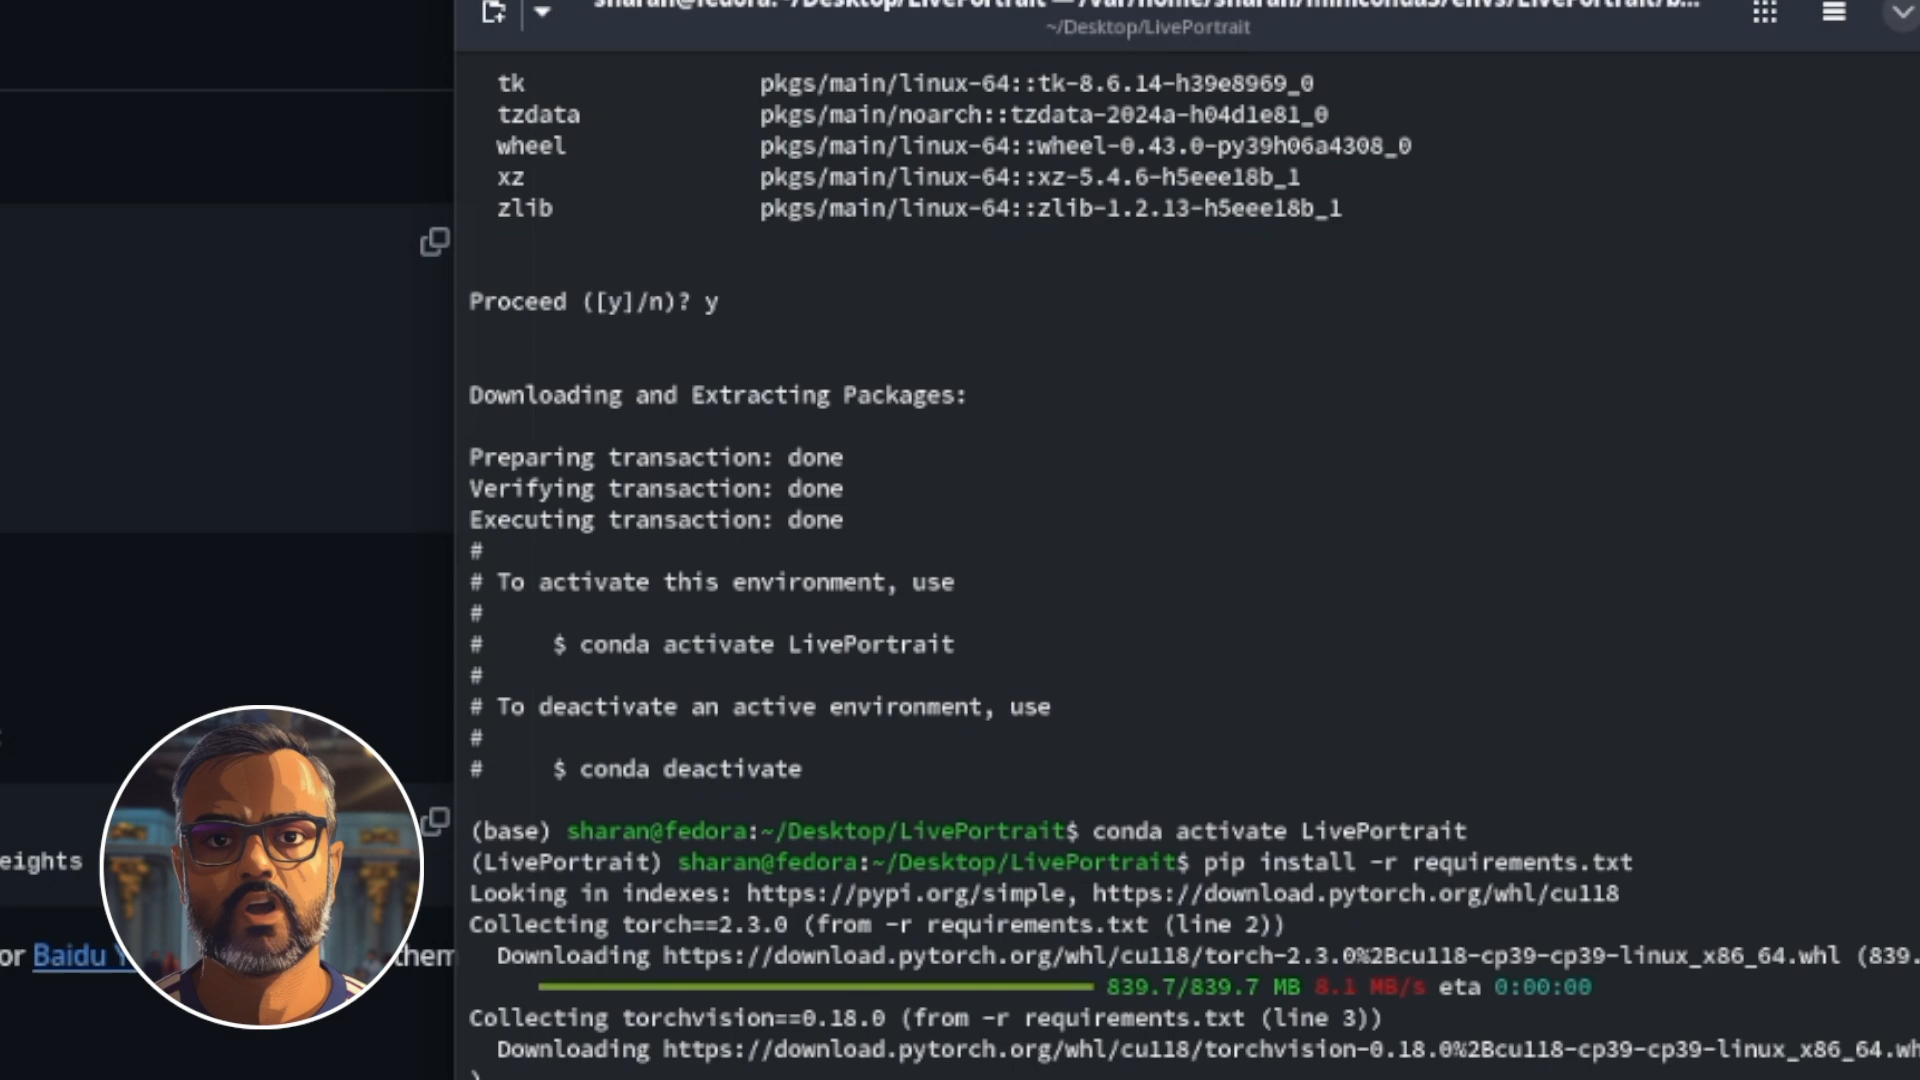 ~/Desktop/LivePortrait
tk pkgs/main/linux-64::tk-8.6.14-h39e8969_0
tzdata pkgs/main/noarch::tzdata-2024a-h04d1e81_0
wheel pkgs/main/linux-64::wheel-0.43.0-py39h06a4308_0
xz pkgs/main/linux-64::xz-5.4.6-h5eee18b_1
zlib pkgs/main/linux-64::zlib-1.2.13-h5eee18b_1
Proceed ([y]/n)? y
Downloading and Extracting Packages:
Preparing transaction: done
Verifying transaction: done
Executing transaction: done
#
# To activate this environment, use
#
# $ conda activate LivePortrait
#
# To deactivate an active environment, use
#
# $ conda deactivate
(base) sharan@fedora:~/Desktop/LivePortrait$ conda activate LivePortrait
(LivePortrait) sharan@fedora:~/Desktop/LivePortrait$ pip install -r requirements.txt
Looking in indexes: https://pypi.org/simple, https://download.pytorch.org/whl/cu118
Collecting torch==2.3.0 (from -r requirements.txt (line 2))
Downloading https://download.pytorch.org/whl/cu118/torch-2.3.0%2Bcu118-cp39-cp39-linux_x86_64.whl (839.
839.7/839.7 MB 8.1 MB/s eta 0:00:00
Collecting torchvision==0.18.0 (from -r requirements.txt (line 3))
Downloading https://download.pytorch.org/whl/cu118/torchvision-0.18.0%2Bcu118-cp39-cp39-linux_x86_64.wh
)
eights
or Baidu them